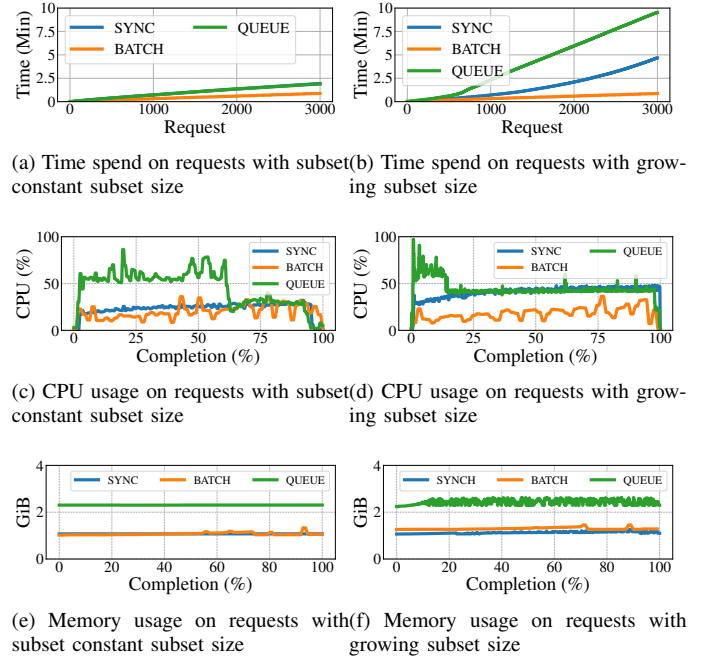 Time (Min)
10
7.5
5
2.5
0
SYNC
BATCH
QUEUE
0
1000
2000
3000
Request
Time (Min)
10
7.5
5
2.5
0
SYNC
BATCH
QUEUE
0
1000
2000
3000
Request
(a) Time spend on requests with subset
constant subset size
(b) Time spend on requests with grow-
ing subset size
CPU (%)
100
50
0
SYNC
BATCH
QUEUE
0
25
50
75
100
Completion (%)
CPU (%)
100
50
0
SYNC
BATCH
QUEUE
0
25
50
75
100
Completion (%)
(c) CPU usage on requests with subset
constant subset size
(d) CPU usage on requests with grow-
ing subset size
GiB
4
2
0
SYNC
BATCH
QUEUE
0
20
40
60
80
100
Completion (%)
GiB
4
2
0
SYNCH
BATCH
QUEUE
0
20
40
60
80
100
Completion (%)
(e) Memory usage on requests with
subset constant subset size
(f) Memory usage on requests with
growing subset size